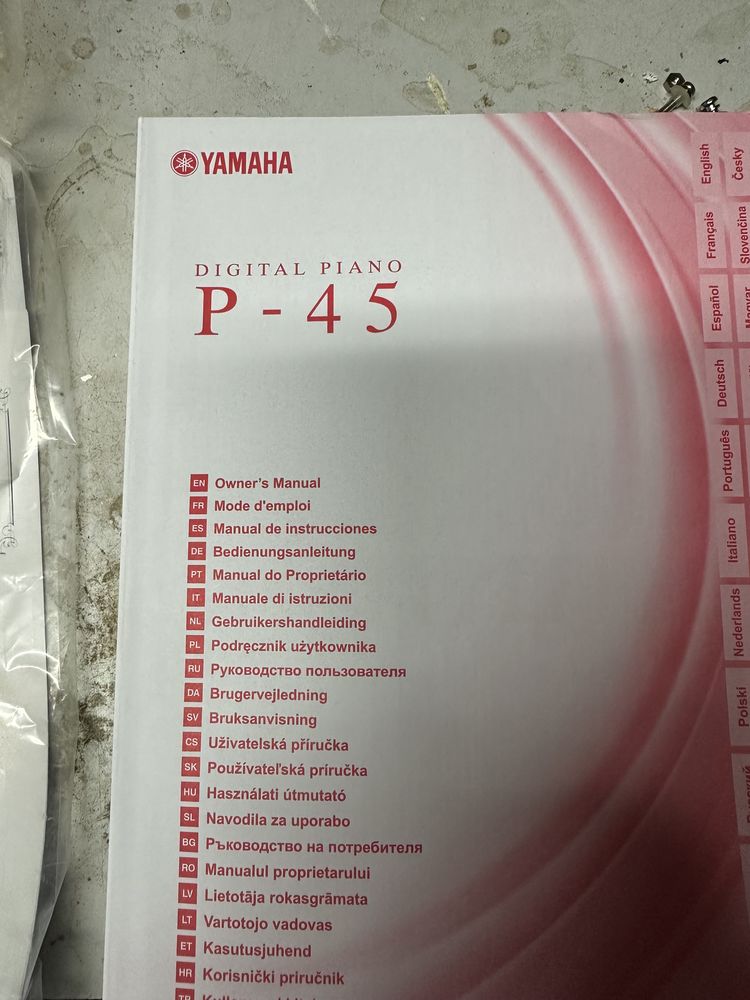 YAMAHA
DIGITAL PIANO
P-45
EN Owner's Manual
FR Mode d'emploi
ES Manual de instrucciones
DE Bedienungsanleitung
PT Manual do Proprietário
IT Manuale di istruzioni
NL Gebruikershandleiding
PL Podręcznik użytkownika
RU Руководство пользователя
DA Brugervejledning
SV Bruksanvisning
CS Uživatelská příručka
SK Používateľská príručka
HU Használati útmutató
SL Navodila za uporabo
BG Ръководство на потребителя
RO Manualul proprietarului
LV Lietotāja rokasgrāmata
LT Vartotojo vadovas
ET Kasutusjuhend
HR Korisnički priručnik
TR
English
Français
Español
Deutsch
Português
Italiano
Nederlands
Polski
Česky
Slovenčina